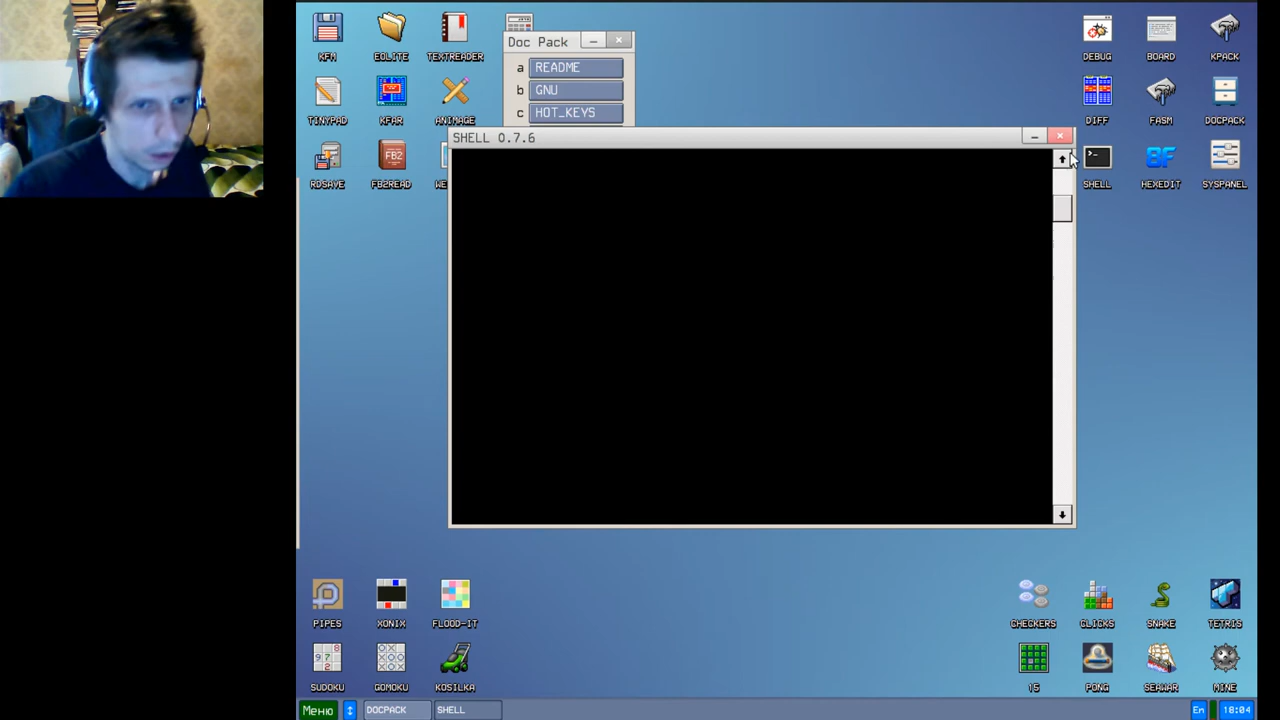 KFM
EOLITE
TEXTREADER
Doc Pack
DEBUG
BOARD
KPACK
a README
b GNU
c HOT_KEYS
TINYPAD
KFAR
ANIMAGE
DIFF
FASM
DOCPACK
SHELL 0.7.6
RDSAVE
FB2
FB2READ
WE
SHELL
HEXEDIT
SYSPANEL
PIPES
XONIX
FLOOD-IT
CHECKERS
CLICKS
SNAKE
TETRIS
SUDOKU
GOMOKU
KOSILKA
15
PONG
SEAWAR
MINE
Меню
DOCPACK
SHELL
En
18:04